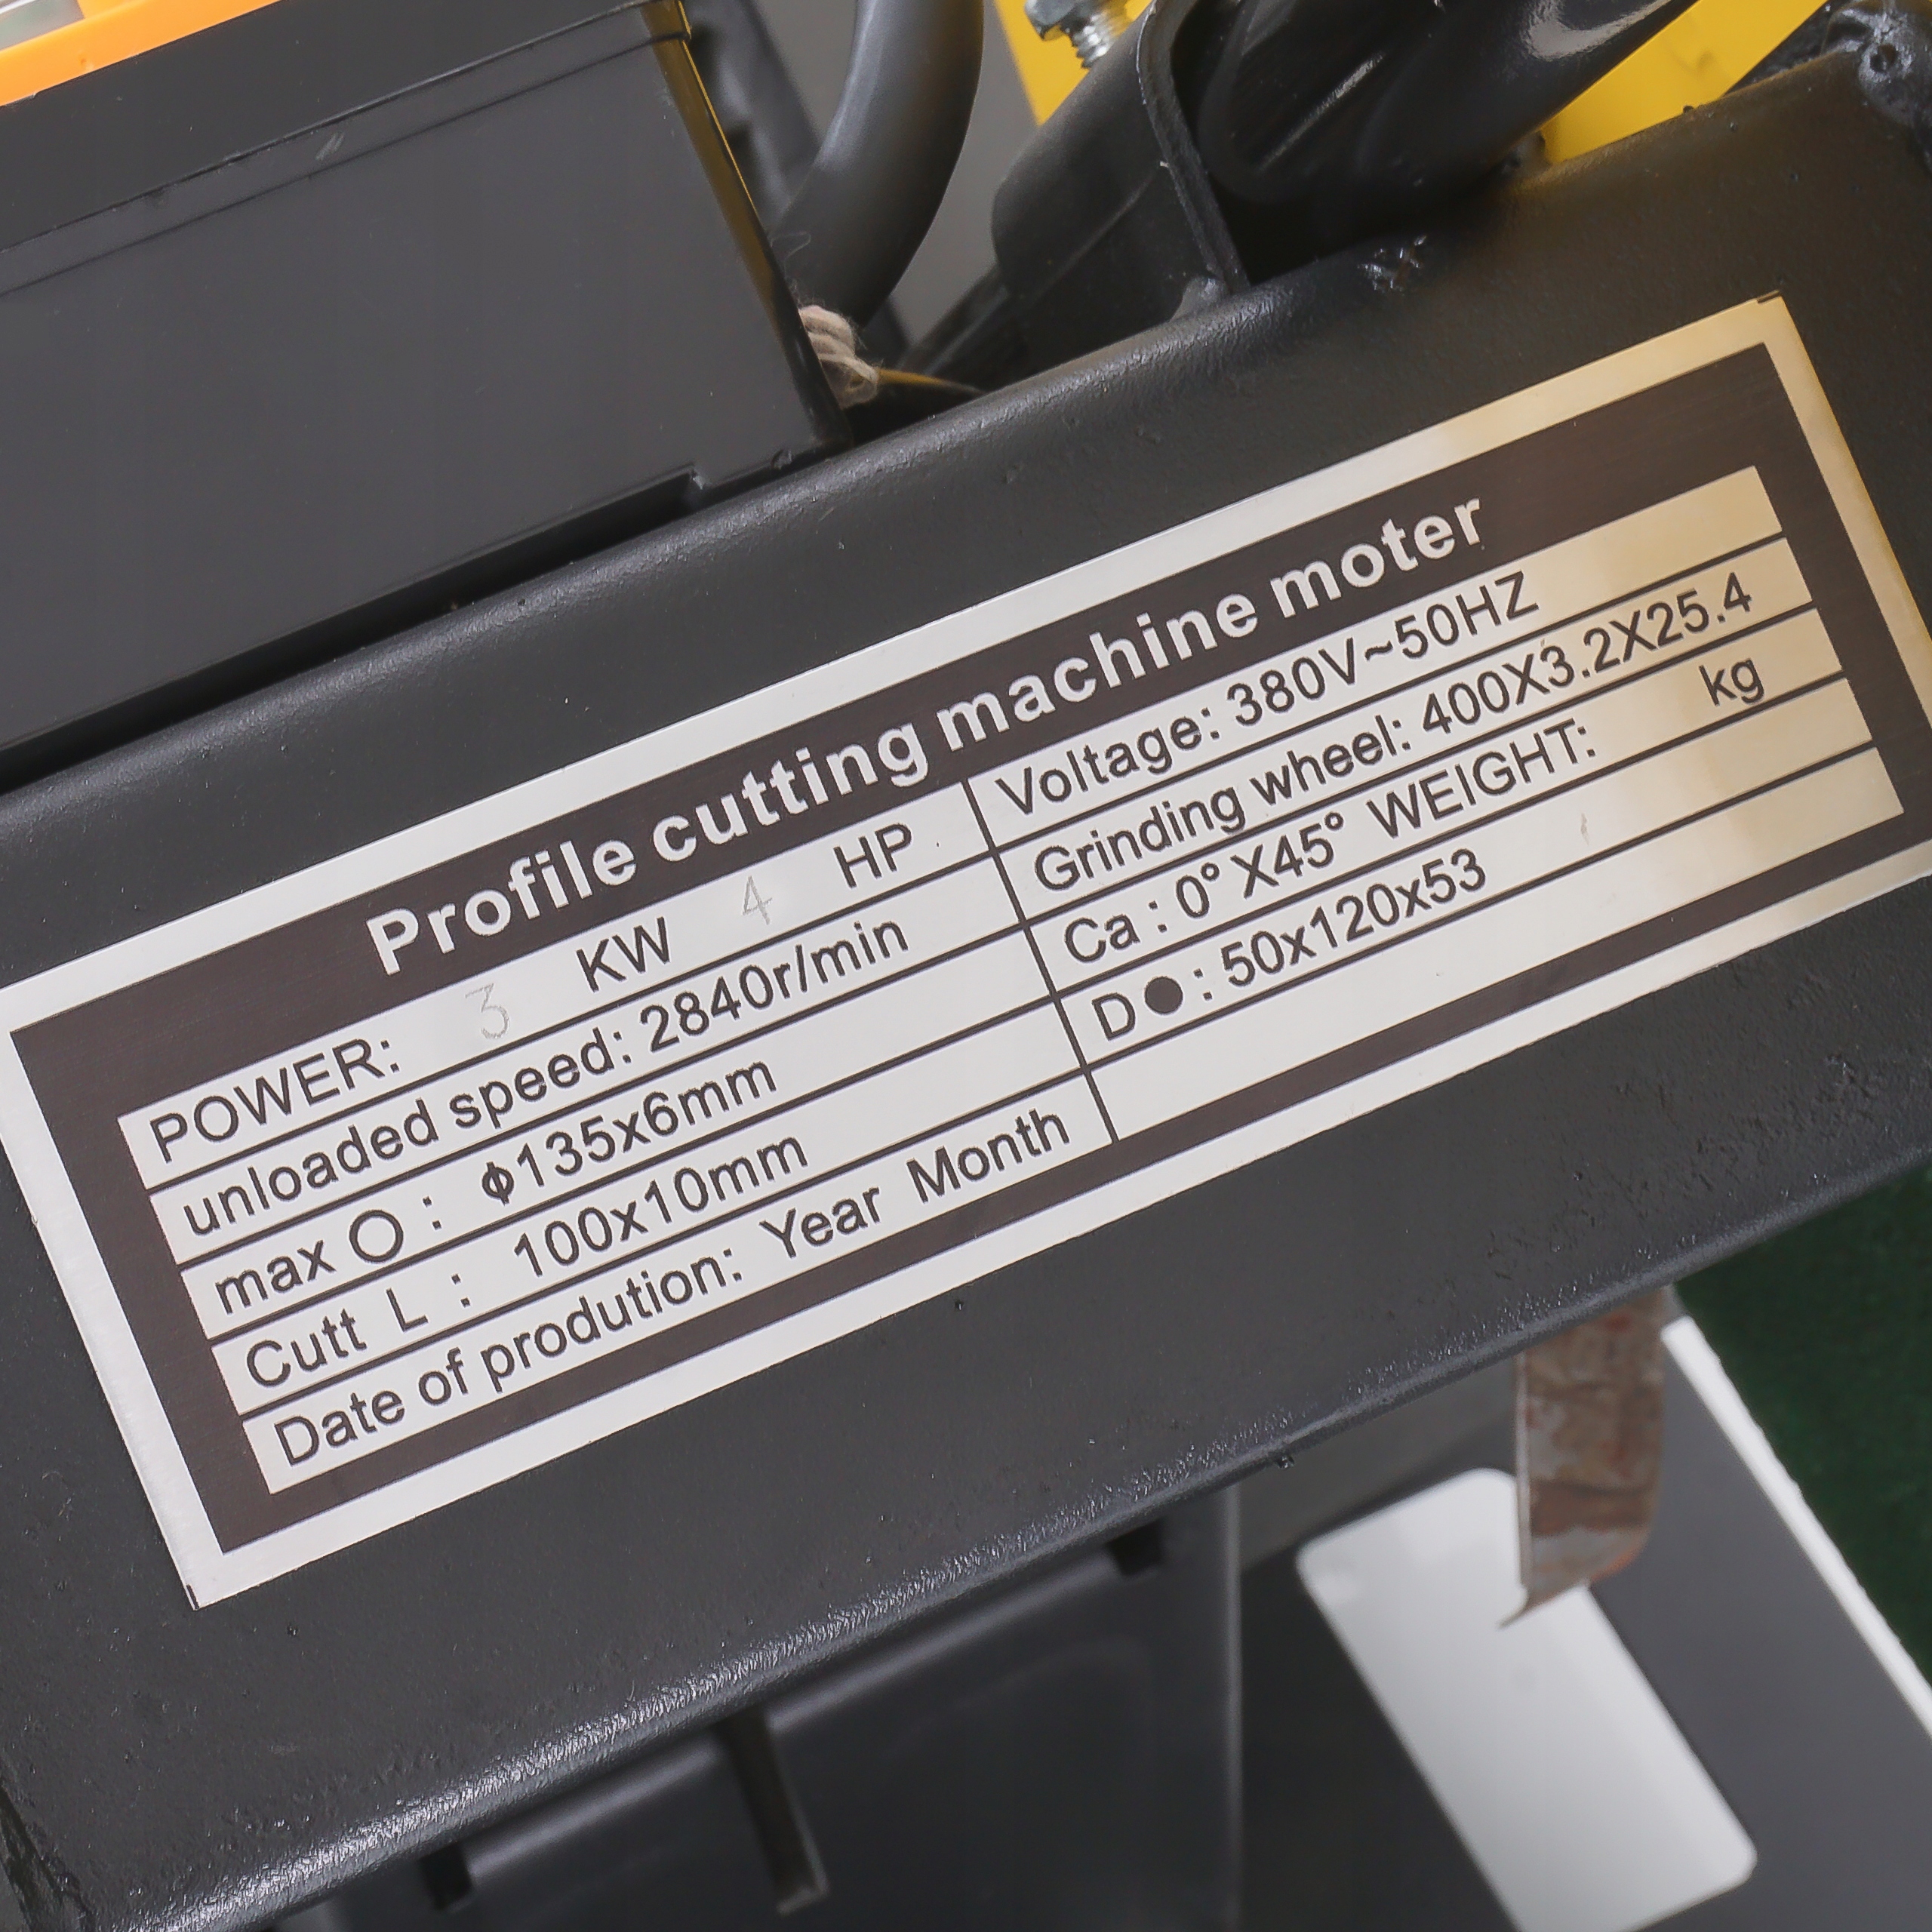 Profile cutting machine moter
POWER: 3 KW 4 HP
Voltage: 380V~50HZ
unloaded speed: 2840r/min
Grinding wheel: 400X3.2X25.4
max O : ϕ135x6mm
Ca : 0° X45° WEIGHT: kg
Cutt L : 100x10mm
D●: 50x120x53
Date of prodution: Year Month